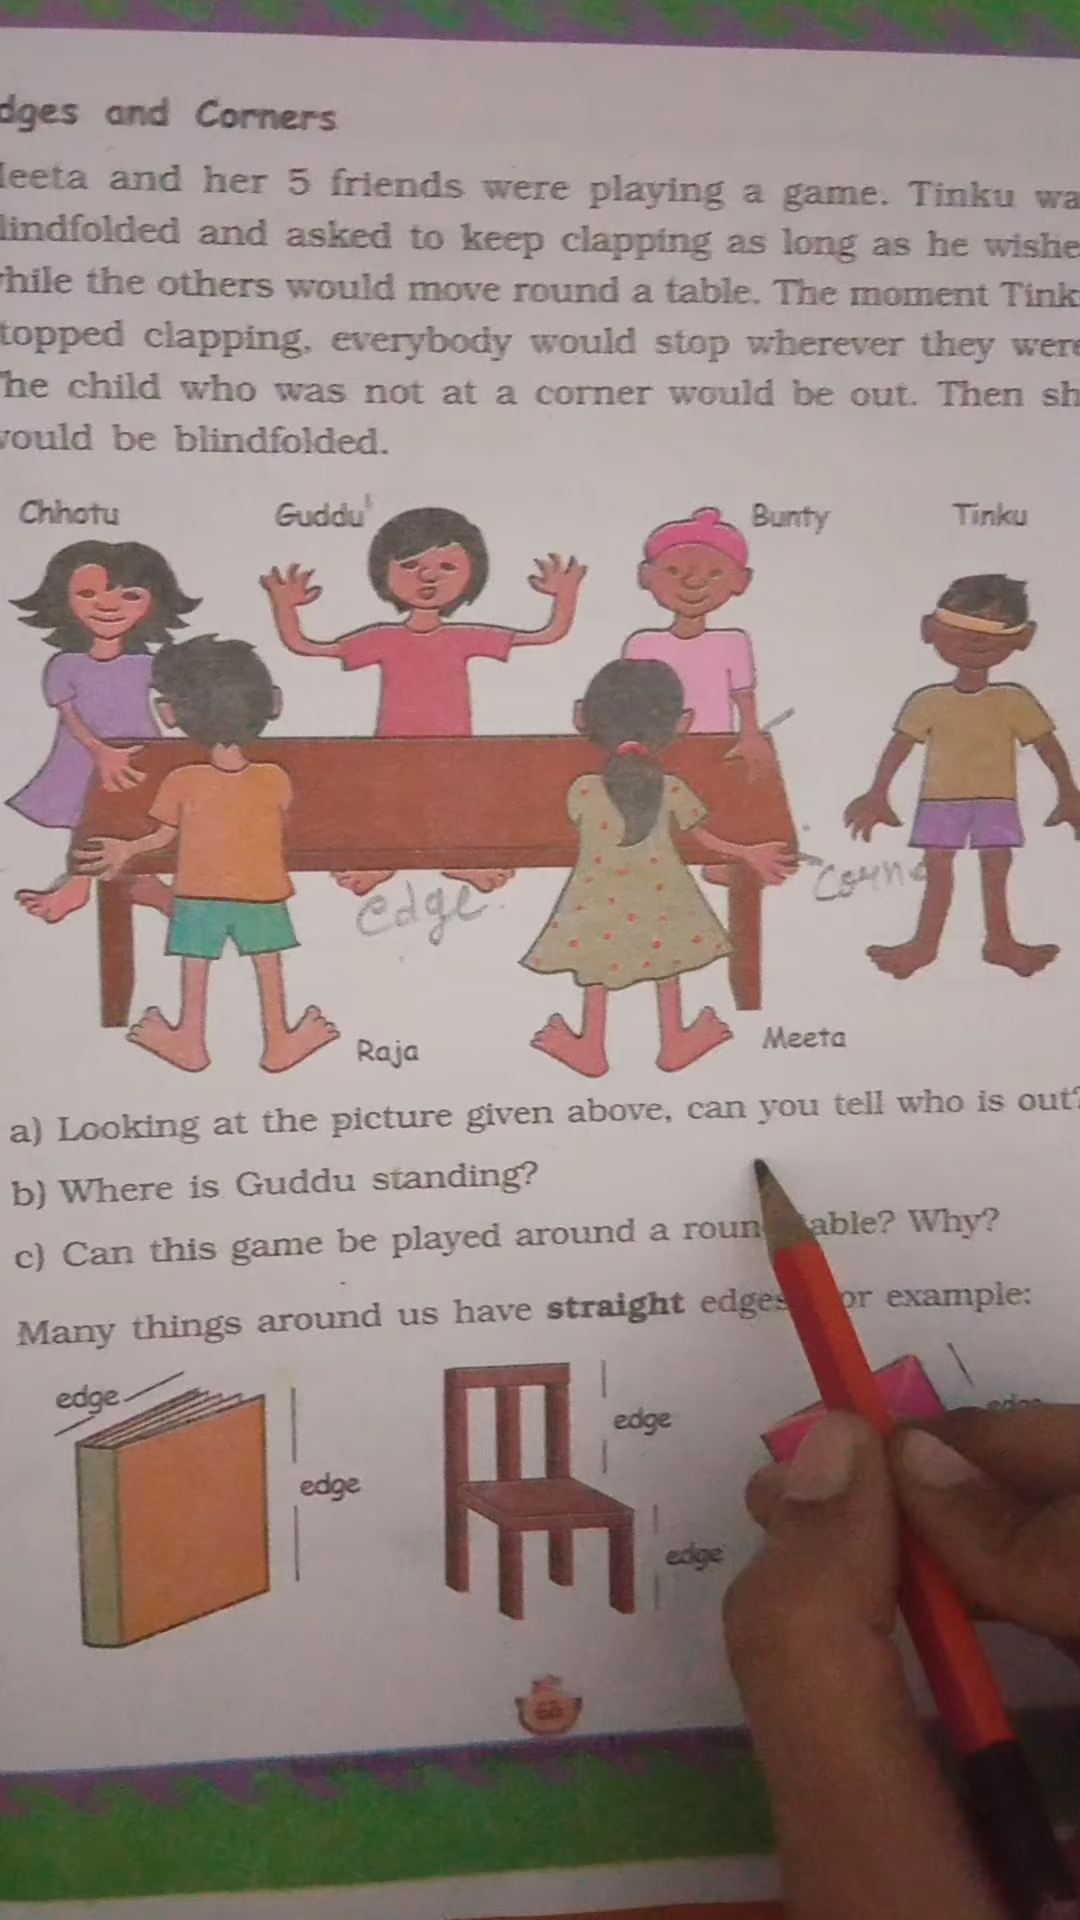 dges and Corners
leeta and her 5 friends were playing a game. Tinku wa
lindfolded and asked to keep clapping as long as he wishe
hile the others would move round a table. The moment Tink
topped clapping, everybody would stop wherever they were
he child who was not at a corner would be out. Then sh
ould be blindfolded.
Chhotu Guddu Bunty Tinku
edge
Raja
Meeta
a) Looking at the picture given above, can you tell who is out?
b) Where is Guddu standing?
c) Can this game be played around a roun able? Why?
Many things around us have straight edges or example:
edge
edge
edge
edge